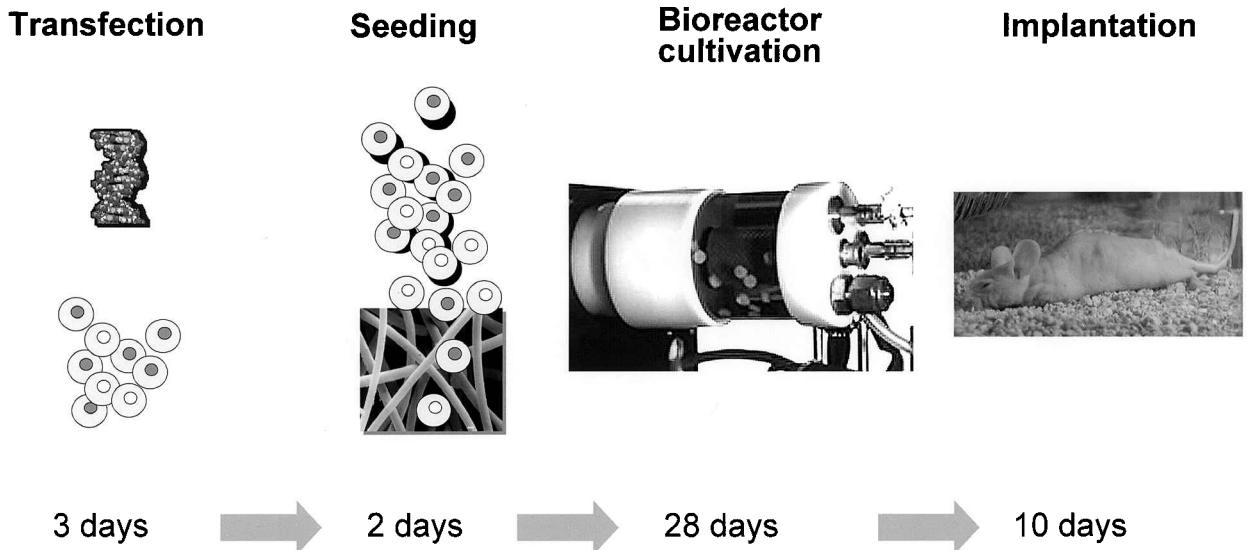 Transfection
Seeding
Bioreactor
cultivation
Implantation
3 days
2 days
28 days
10 days